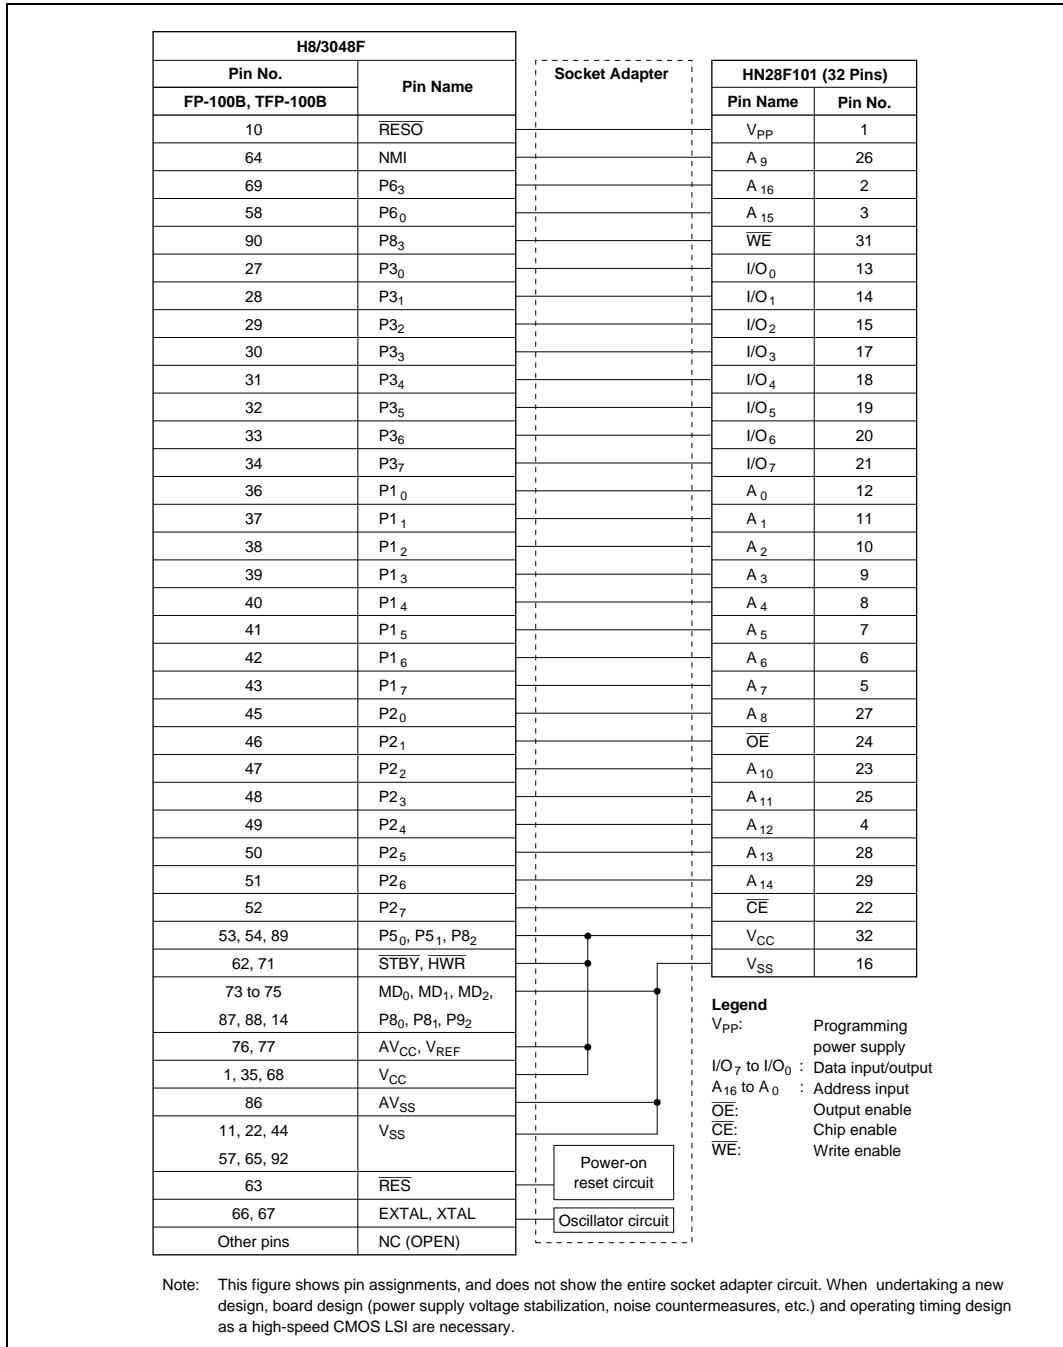 H8/3048F
Pin No. Pin Name Socket Adapter HN28F101 (32 Pins)
FP-100B, TFP-100B Pin Name Pin No.
10 RESO VPP 1
64 NMI A9 26
69 P63 A16 2
58 P60 A15 3
90 P83 WE 31
27 P30 I/O0 13
28 P31 I/O1 14
29 P32 I/O2 15
30 P33 I/O3 17
31 P34 I/O4 18
32 P35 I/O5 19
33 P36 I/O6 20
34 P37 I/O7 21
36 P10 A0 12
37 P11 A1 11
38 P12 A2 10
39 P13 A3 9
40 P14 A4 8
41 P15 A5 7
42 P16 A6 6
43 P17 A7 5
45 P20 A8 27
46 P21 OE 24
47 P22 A10 23
48 P23 A11 25
49 P24 A12 4
50 P25 A13 28
51 P26 A14 29
52 P27 CE 22
53, 54, 89 P50, P51, P82 VCC 32
62, 71 STBY, HWR VSS 16
73 to 75 MD0, MD1, MD2,
87, 88, 14 P80, P81, P92
76, 77 AVCC, VREF
1, 35, 68 VCC
86 AVSS
11, 22, 44 VSS
57, 65, 92
63 RES Power-on
reset circuit
66, 67 EXTAL, XTAL Oscillator circuit
Other pins NC (OPEN)
Legend
VPP: Programming
power supply
I/O7 to I/O0 : Data input/output
A16 to A0 : Address input
OE: Output enable
CE: Chip enable
WE: Write enable
Note: This figure shows pin assignments, and does not show the entire socket adapter circuit. When undertaking a new
design, board design (power supply voltage stabilization, noise countermeasures, etc.) and operating timing design
as a high-speed CMOS LSI are necessary.